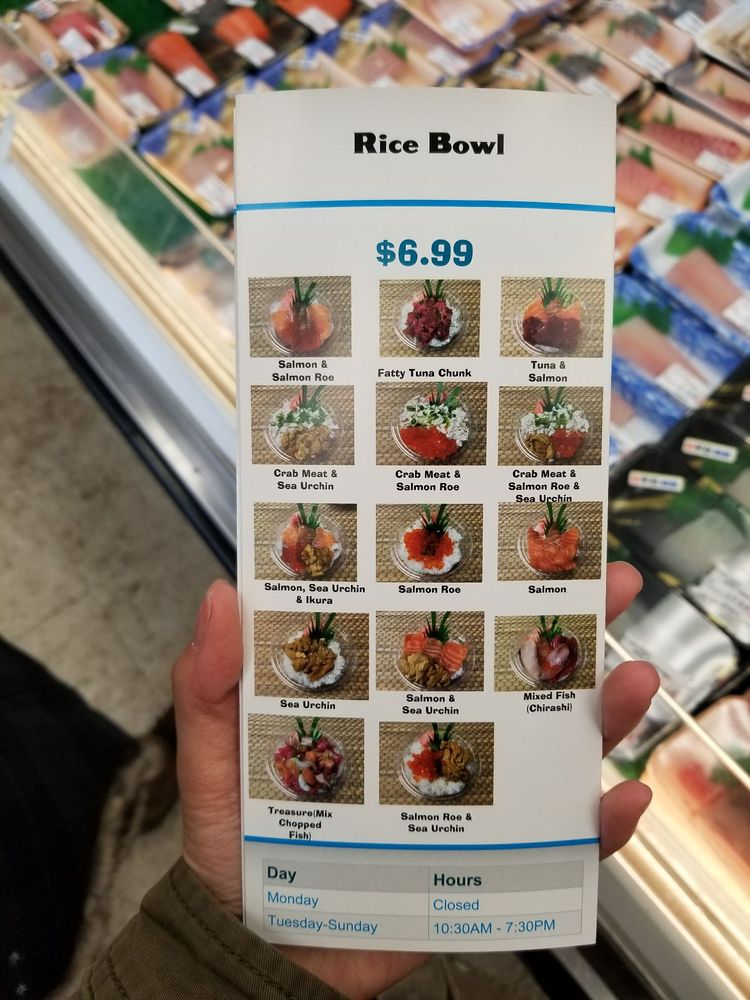 Rice Bowl
$6.99
Salmon &
Salmon Roe
Fatty Tuna Chunk
Tuna &
Salmon
Crab Meat &
Sea Urchin
Crab Meat &
Salmon Roe
Crab Meat &
Salmon Roe &
Sea Urchin
Salmon, Sea Urchin
& Ikura
Salmon Roe
Salmon
Sea Urchin
Salmon &
Sea Urchin
Mixed Fish
(Chirashi)
Treasure(Mix
Chopped
Fish)
Salmon Roe &
Sea Urchin
Day Hours
Monday Closed
Tuesday-Sunday 10:30AM - 7:30PM